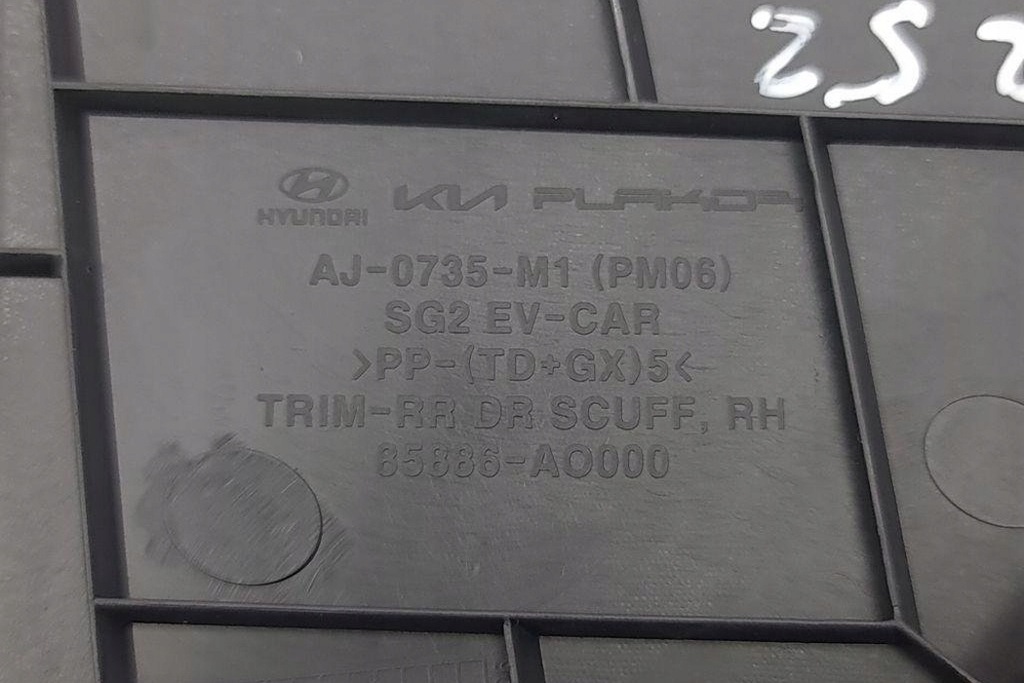 252
HYUNDAI KIA PLAKOR
AJ-0735-M1 (PM06)
SG2 EV-CAR
>PP-(TD+GX)5<
TRIM-RR DR SCUFF, RH
85886-AO000